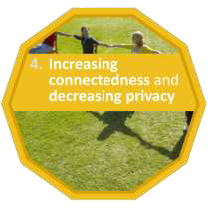 4. Increasing
connectedness and
decreasing privacy